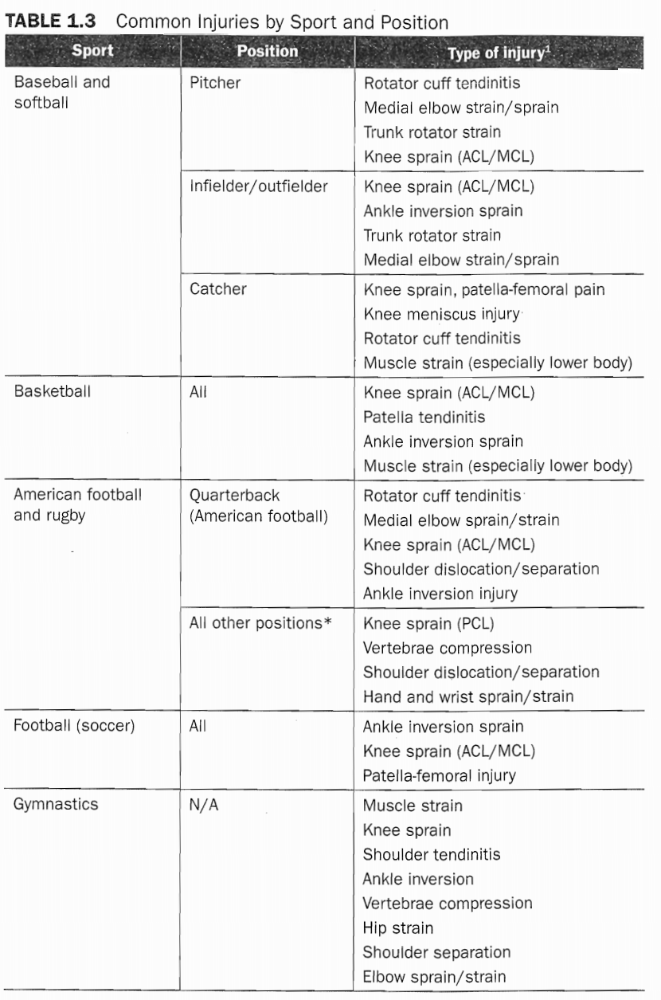 TABLE 1.3 Common Injuries by Sport and Position
Sport Position Type of injury¹
Baseball and softball Pitcher Rotator cuff tendinitis
Medial elbow strain/sprain
Trunk rotator strain
Knee sprain (ACL/MCL)
Infielder/outfielder Knee sprain (ACL/MCL)
Ankle inversion sprain
Trunk rotator strain
Medial elbow strain/sprain
Catcher Knee sprain, patella-femoral pain
Knee meniscus injury
Rotator cuff tendinitis
Muscle strain (especially lower body)
Basketball All Knee sprain (ACL/MCL)
Patella tendinitis
Ankle inversion sprain
Muscle strain (especially lower body)
American football and rugby Quarterback (American football) Rotator cuff tendinitis
Medial elbow sprain/strain
Knee sprain (ACL/MCL)
Shoulder dislocation/separation
Ankle inversion injury
All other positions* Knee sprain (PCL)
Vertebrae compression
Shoulder dislocation/separation
Hand and wrist sprain/strain
Football (soccer) All Ankle inversion sprain
Knee sprain (ACL/MCL)
Patella-femoral injury
Gymnastics N/A Muscle strain
Knee sprain
Shoulder tendinitis
Ankle inversion
Vertebrae compression
Hip strain
Shoulder separation
Elbow sprain/strain